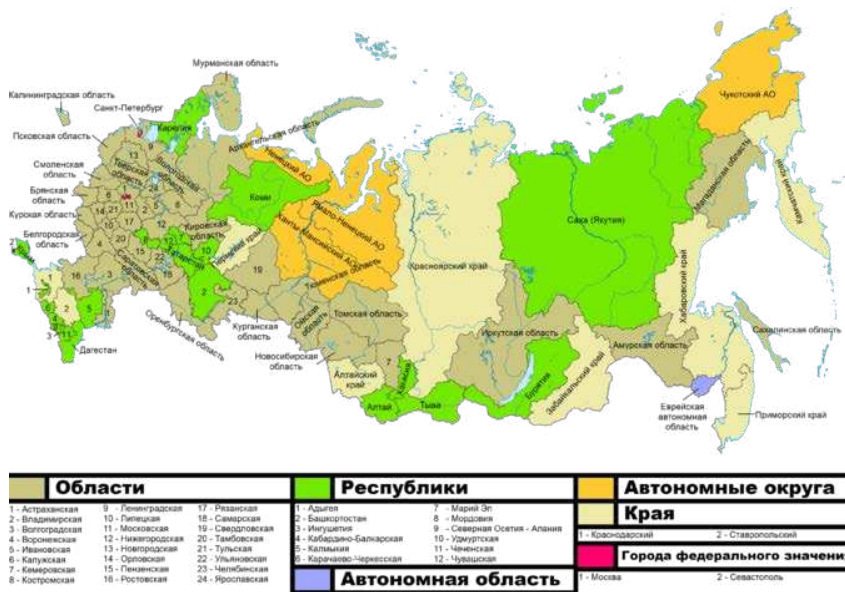 Мурманская область
Калининградская область
Санкт-Петербург
Карелия
Псковская область
Архангельская область
Ненецкий АО
Чукотский АО
Смоленская область
Тверская область
Вологодская область
Брянская область
Коми
Ямало-Ненецкий АО
Магаданская область
Камчатский край
Курская область
Кировская область
Саха (Якутия)
Белгородская область
Татарстан
Пермский край
Ханты-Мансийский АО
Красноярский край
Крым
Саратовская область
Тюменская область
Хабаровский край
Дагестан
Оренбургская область
Курганская область
Омская область
Томская область
Иркутская область
Амурская область
Сахалинская область
Новосибирская область
Алтайский край
Хакасия
Бурятия
Забайкальский край
Алтай
Тыва
Еврейская автономная область
Приморский край
Области
1 - Астраханская
2 - Владимирская
3 - Волгоградская
4 - Воронежская
5 - Ивановская
6 - Калужская
7 - Кемеровская
8 - Костромская
9 - Ленинградская
10 - Липецкая
11 - Московская
12 - Нижегородская
13 - Новгородская
14 - Орловская
15 - Пензенская
16 - Ростовская
17 - Рязанская
18 - Самарская
19 - Свердловская
20 - Тамбовская
21 - Тульская
22 - Ульяновская
23 - Челябинская
24 - Ярославская
Республики
1 - Адыгея
2 - Башкортостан
3 - Ингушетия
4 - Кабардино-Балкарская
5 - Калмыкия
6 - Карачаево-Черкесская
7 - Марий Эл
8 - Мордовия
9 - Северная Осетия - Алания
10 - Удмуртская
11 - Чеченская
12 - Чувашская
Автономная область
Автономные округа
Края
1 - Краснодарский
2 - Ставропольский
Города федерального значения
1 - Москва
2 - Севастополь